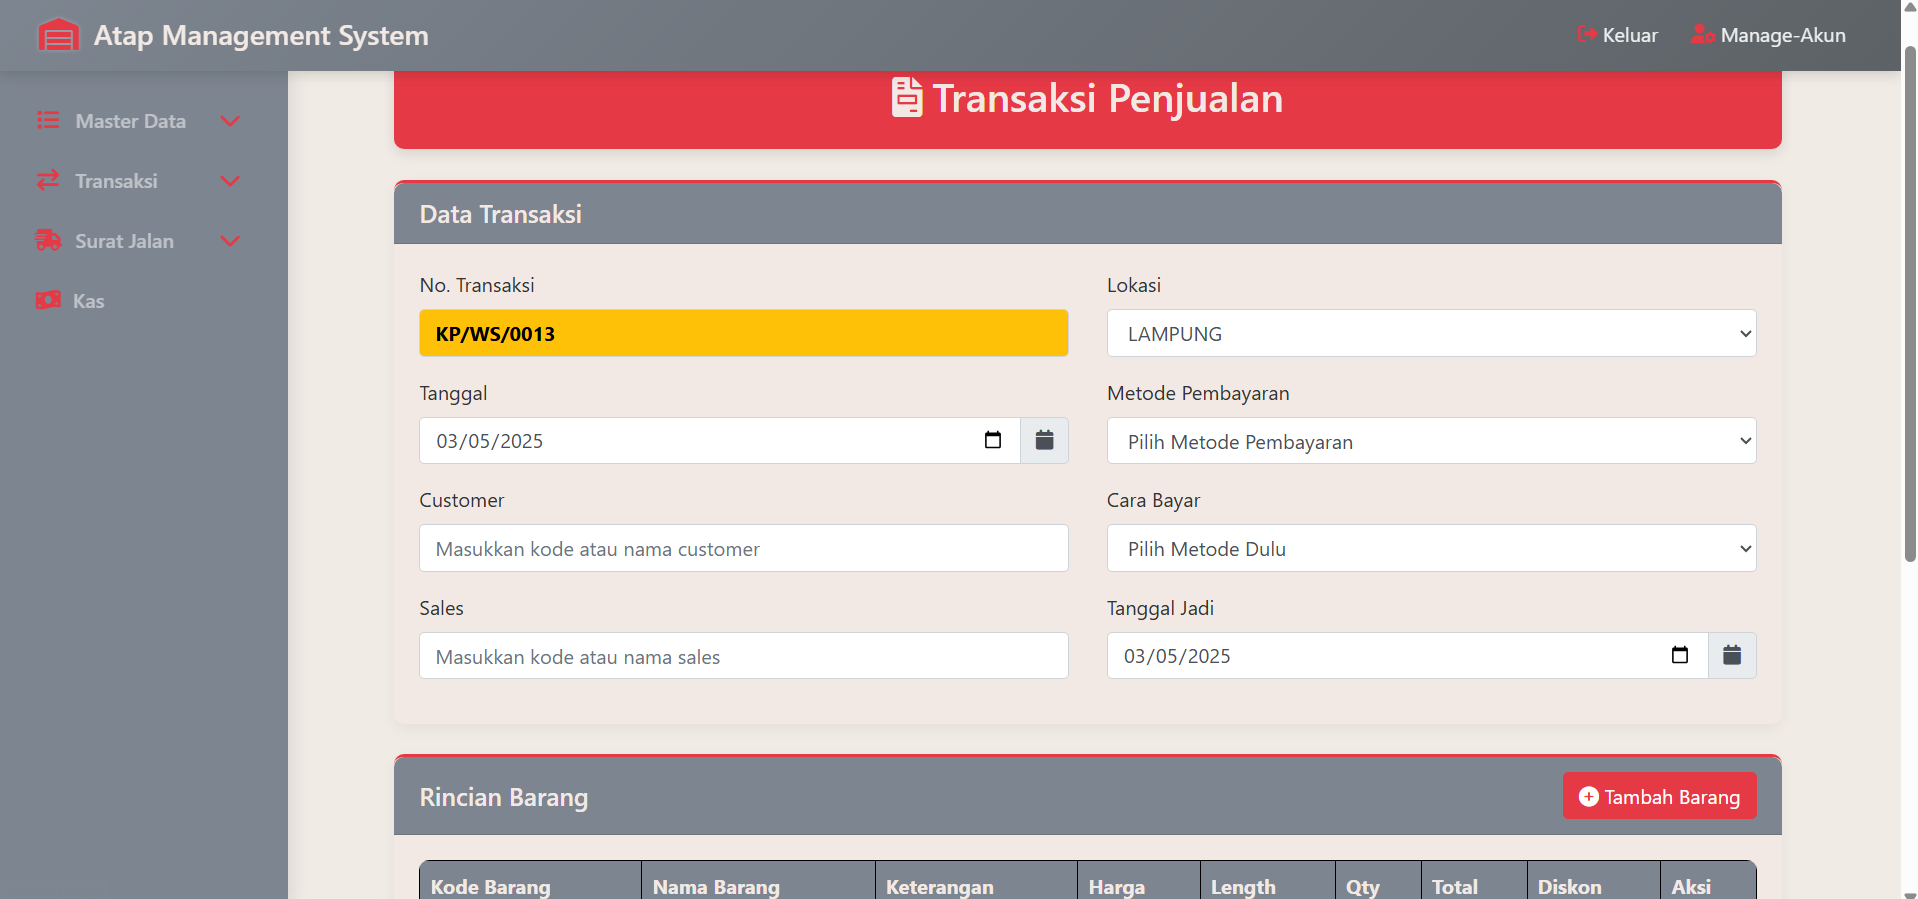 Atap Management System
Keluar
Manage-Akun
Master Data
Transaksi
Surat Jalan
Kas
Transaksi Penjualan
Data Transaksi
No. Transaksi
KP/WS/0013
Lokasi
LAMPUNG
Tanggal
03/05/2025
Metode Pembayaran
Pilih Metode Pembayaran
Customer
Masukkan kode atau nama customer
Cara Bayar
Pilih Metode Dulu
Sales
Masukkan kode atau nama sales
Tanggal Jadi
03/05/2025
Rincian Barang
Tambah Barang
Kode Barang Nama Barang Keterangan Harga Length Qty Total Diskon Aksi